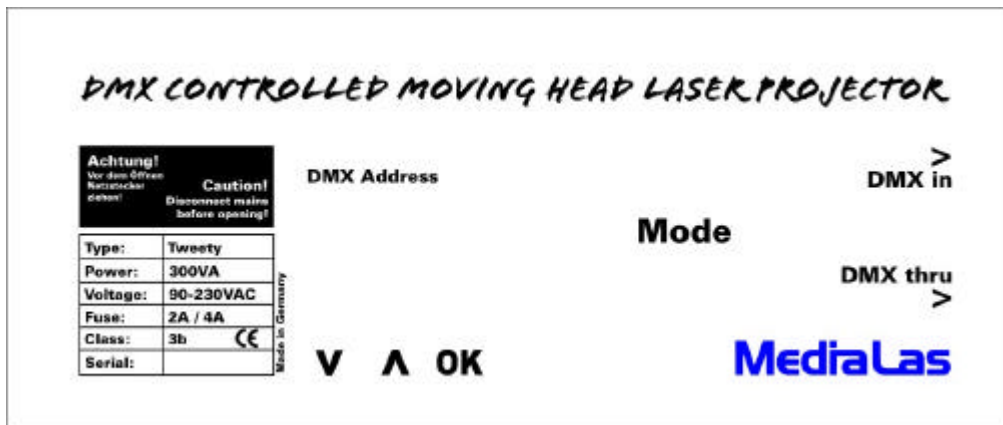 DMX CONTROLLED MOVING HEAD LASER PROJECTOR
Achtung!
Vor dem Öffnen
Netzstecker
ziehen!
Caution!
Disconnect mains
before opening!
Type: Tweety
Power: 300VA
Voltage: 90-230VAC
Fuse: 2A / 4A
Class: 3b CE
Serial:
Made in Germany
DMX Address
V Λ OK
Mode
>
DMX in
DMX thru
>
MediaLas